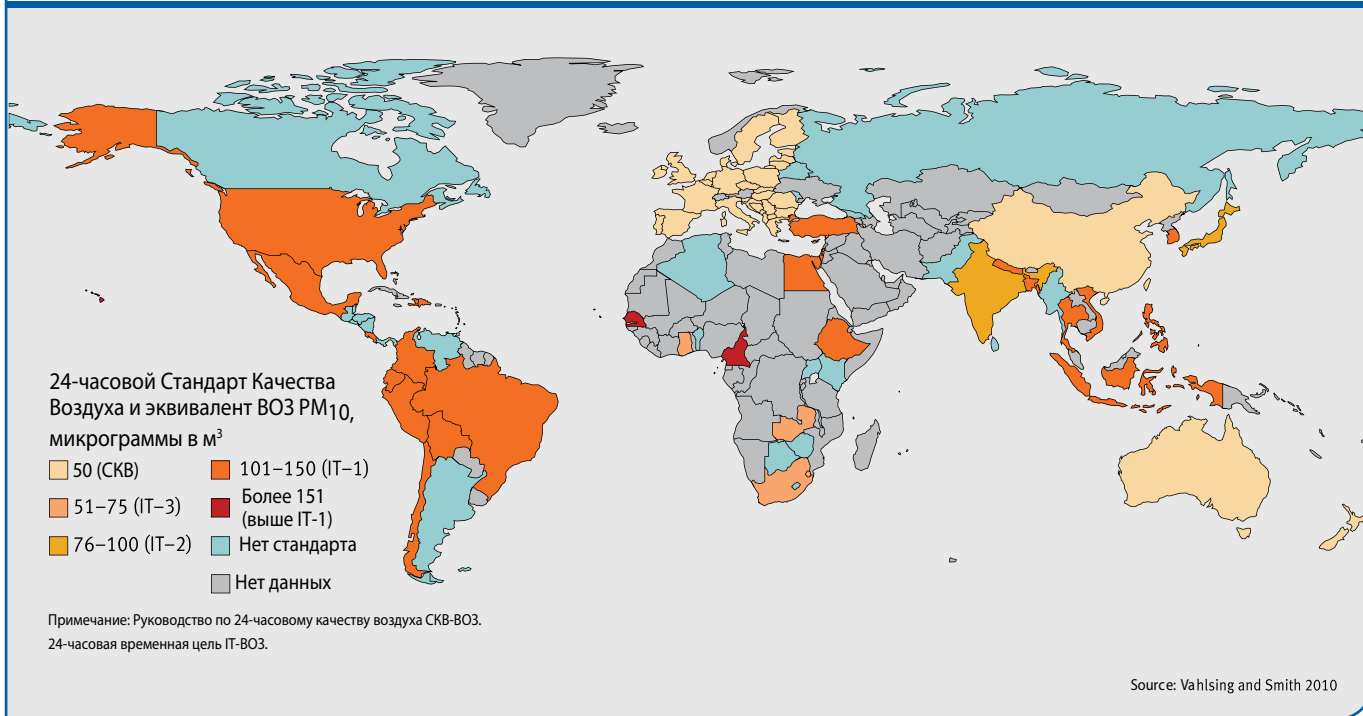 24-часовой Стандарт Качества
Воздуха и эквивалент ВОЗ PM10,
микрограммы в м³
50 (СКВ)
101–150 (IT–1)
51–75 (IT–3)
Более 151
(выше IT-1)
76–100 (IT–2)
Нет стандарта
Нет данных
Примечание: Руководство по 24-часовому качеству воздуха СКВ-ВОЗ.
24-часовая временная цель IT-ВОЗ.
Source: Vahlsing and Smith 2010